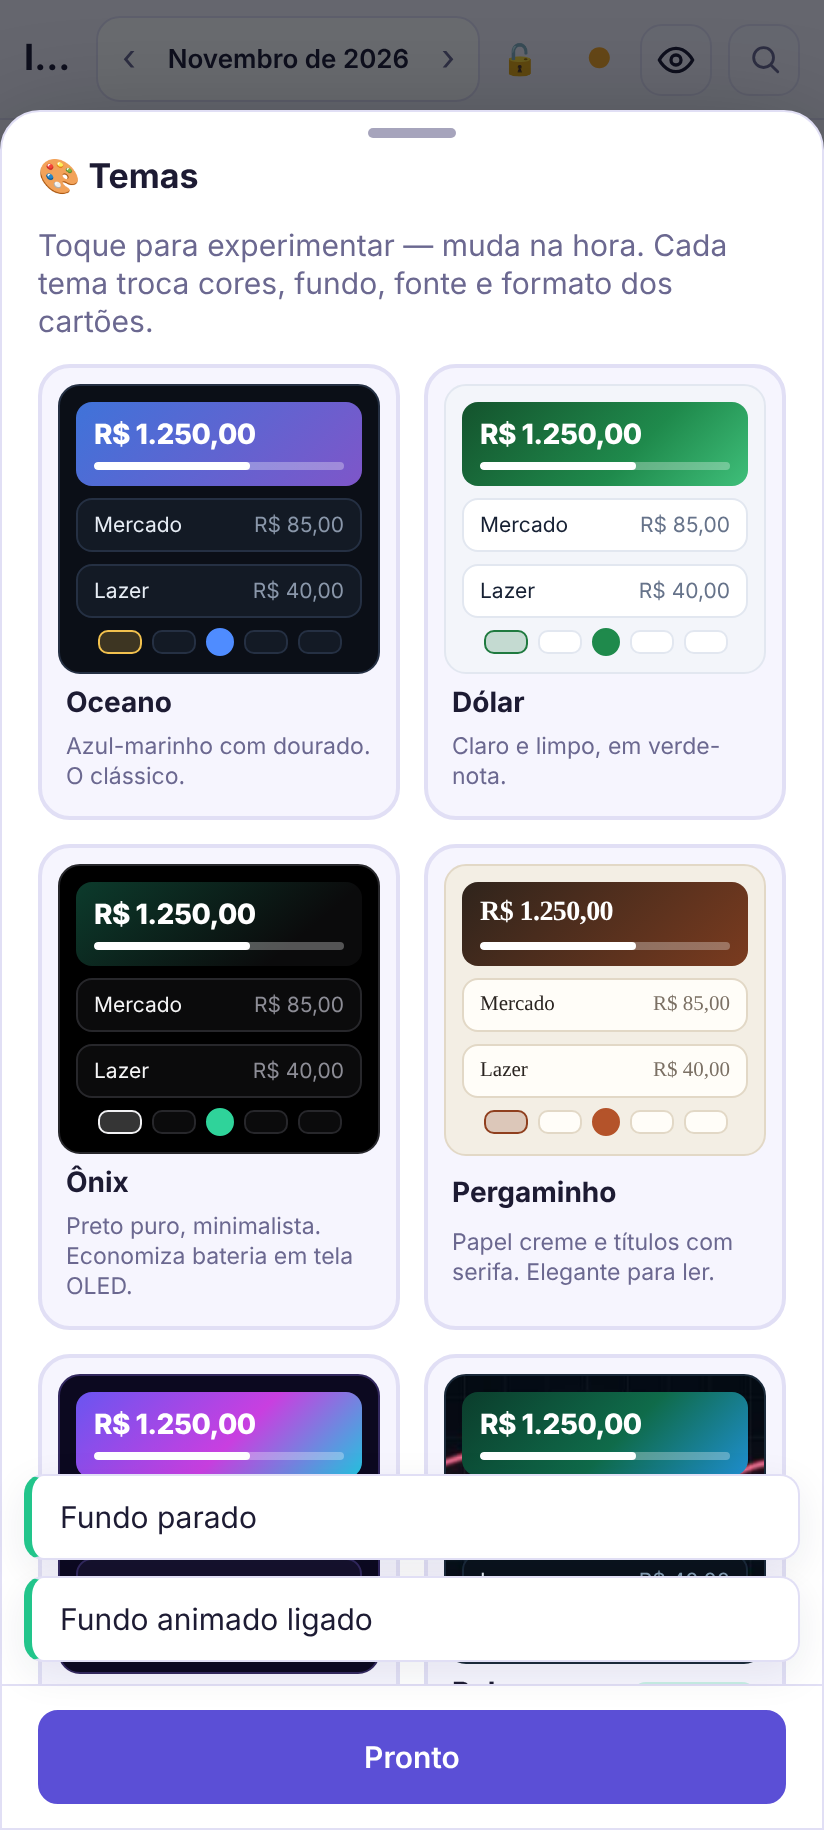 I...
Novembro de 2026
🎨 Temas
Toque para experimentar — muda na hora. Cada
tema troca cores, fundo, fonte e formato dos
cartões.
R$ 1.250,00
Mercado R$ 85,00
Lazer R$ 40,00
Oceano
Azul-marinho com dourado.
O clássico.
R$ 1.250,00
Mercado R$ 85,00
Lazer R$ 40,00
Dólar
Claro e limpo, em verde-
nota.
R$ 1.250,00
Mercado R$ 85,00
Lazer R$ 40,00
Ônix
Preto puro, minimalista.
Economiza bateria em tela
OLED.
R$ 1.250,00
Mercado R$ 85,00
Lazer R$ 40,00
Pergaminho
Papel creme e títulos com
serifa. Elegante para ler.
R$ 1.250,00
R$ 1.250,00
Fundo parado
Fundo animado ligado
Pronto